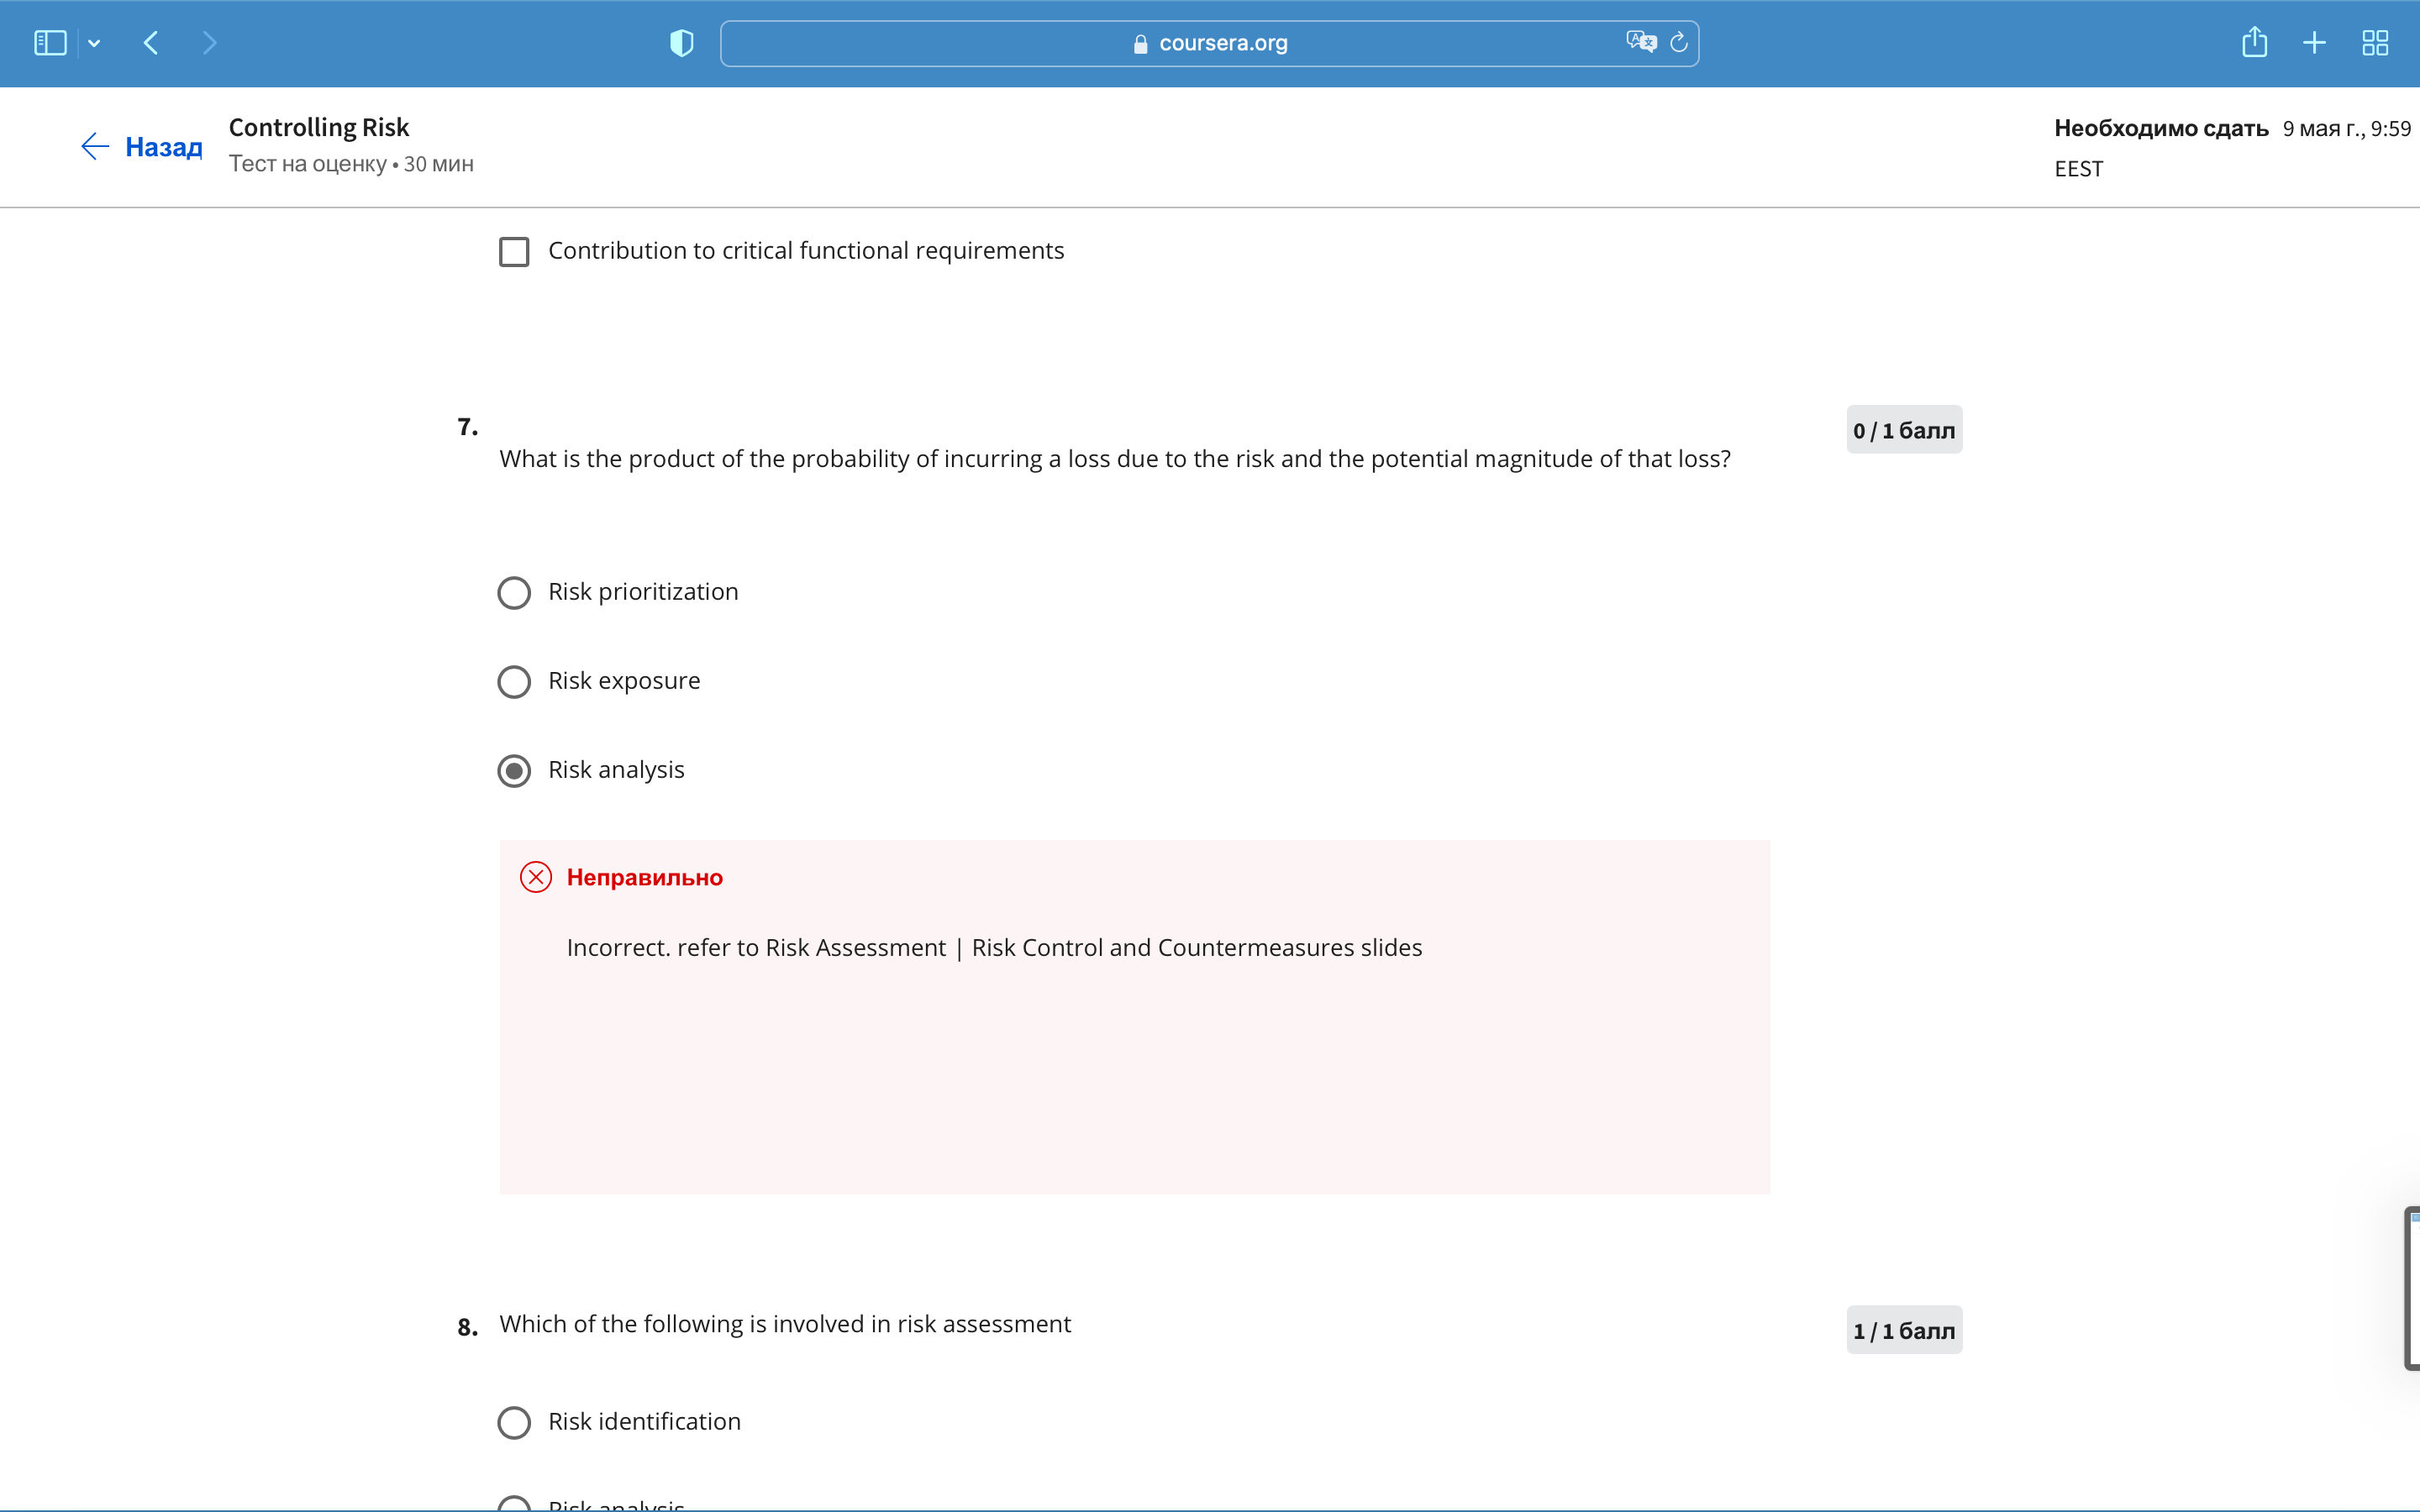 coursera.org
Назад
Controlling Risk
Тест на оценку • 30 мин
Необходимо сдать 9 мая г., 9:59
EEST
Contribution to critical functional requirements
7.
0 / 1 балл
What is the product of the probability of incurring a loss due to the risk and the potential magnitude of that loss?
Risk prioritization
Risk exposure
Risk analysis
Неправильно
Incorrect. refer to Risk Assessment | Risk Control and Countermeasures slides
8. Which of the following is involved in risk assessment
1 / 1 балл
Risk identification
Risk analysis